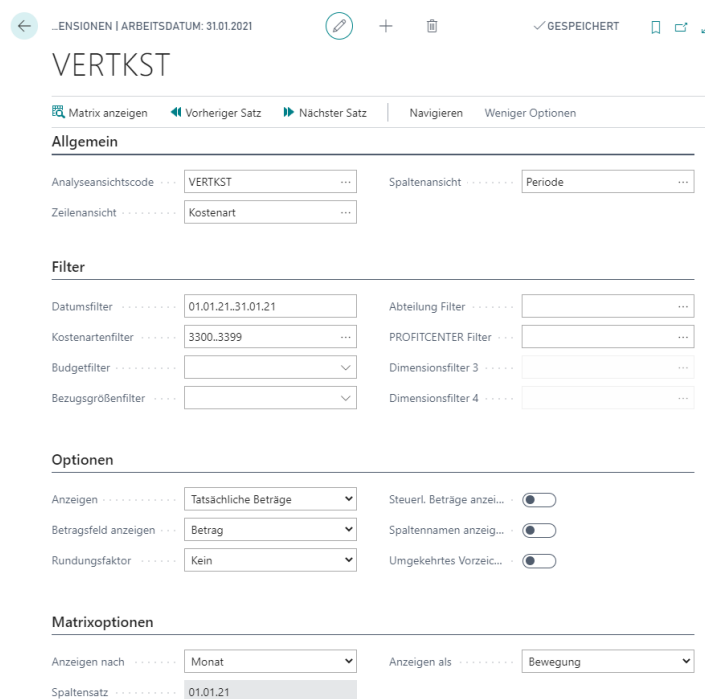 ...ENSIONEN | ARBEITSDATUM: 31.01.2021
GESPEICHERT
VERTKST
Matrix anzeigen Vorheriger Satz Nächster Satz Navigieren Weniger Optionen
Allgemein
Analyseansichtscode VERTKST Spaltenansicht Periode
Zeilenansicht Kostenart
Filter
Datumsfilter 01.01.21..31.01.21 Abteilung Filter
Kostenartenfilter 3300..3399 PROFITCENTER Filter
Budgetfilter Dimensionsfilter 3
Bezugsgrößenfilter Dimensionsfilter 4
Optionen
Anzeigen Tatsächliche Beträge Steuerl. Beträge anzei...
Betragsfeld anzeigen Betrag Spaltennamen anzeig...
Rundungsfaktor Kein Umgekehrtes Vorzeic...
Matrixoptionen
Anzeigen nach Monat Anzeigen als Bewegung
Spaltensatz 01.01.21